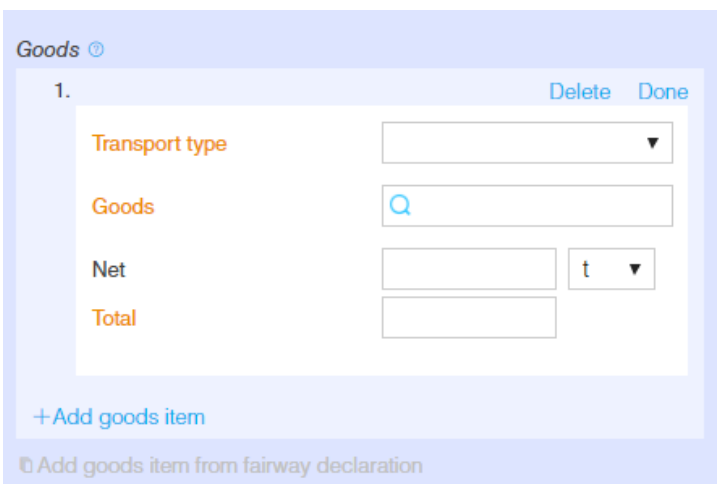 Goods ?
1. Delete Done
Transport type
Goods
Net t
Total
+Add goods item
Add goods item from fairway declaration